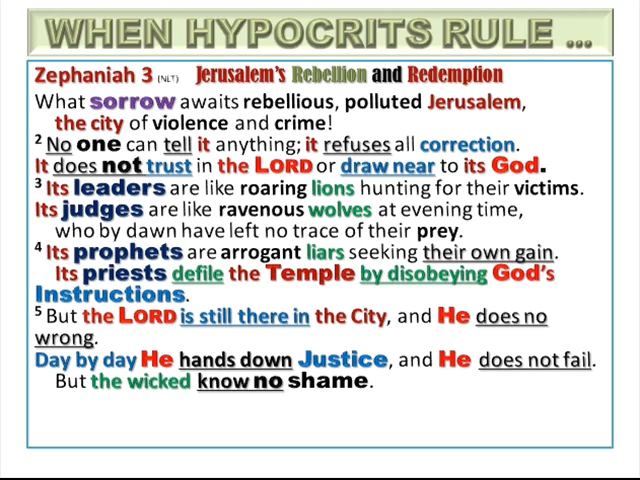 WHEN HYPOCRITS RULE ...
Zephaniah 3 (NLT) Jerusalem's Rebellion and Redemption
What sorrow awaits rebellious, polluted Jerusalem,
the city of violence and crime!
2 No one can tell it anything; it refuses all correction.
It does not trust in the LORD or draw near to its God.
3 Its leaders are like roaring lions hunting for their victims.
Its judges are like ravenous wolves at evening time,
who by dawn have left no trace of their prey.
4 Its prophets are arrogant liars seeking their own gain.
Its priests defile the Temple by disobeying God's
Instructions.
5 But the LORD is still there in the City, and He does no
wrong.
Day by day He hands down Justice, and He does not fail.
But the wicked know no shame.